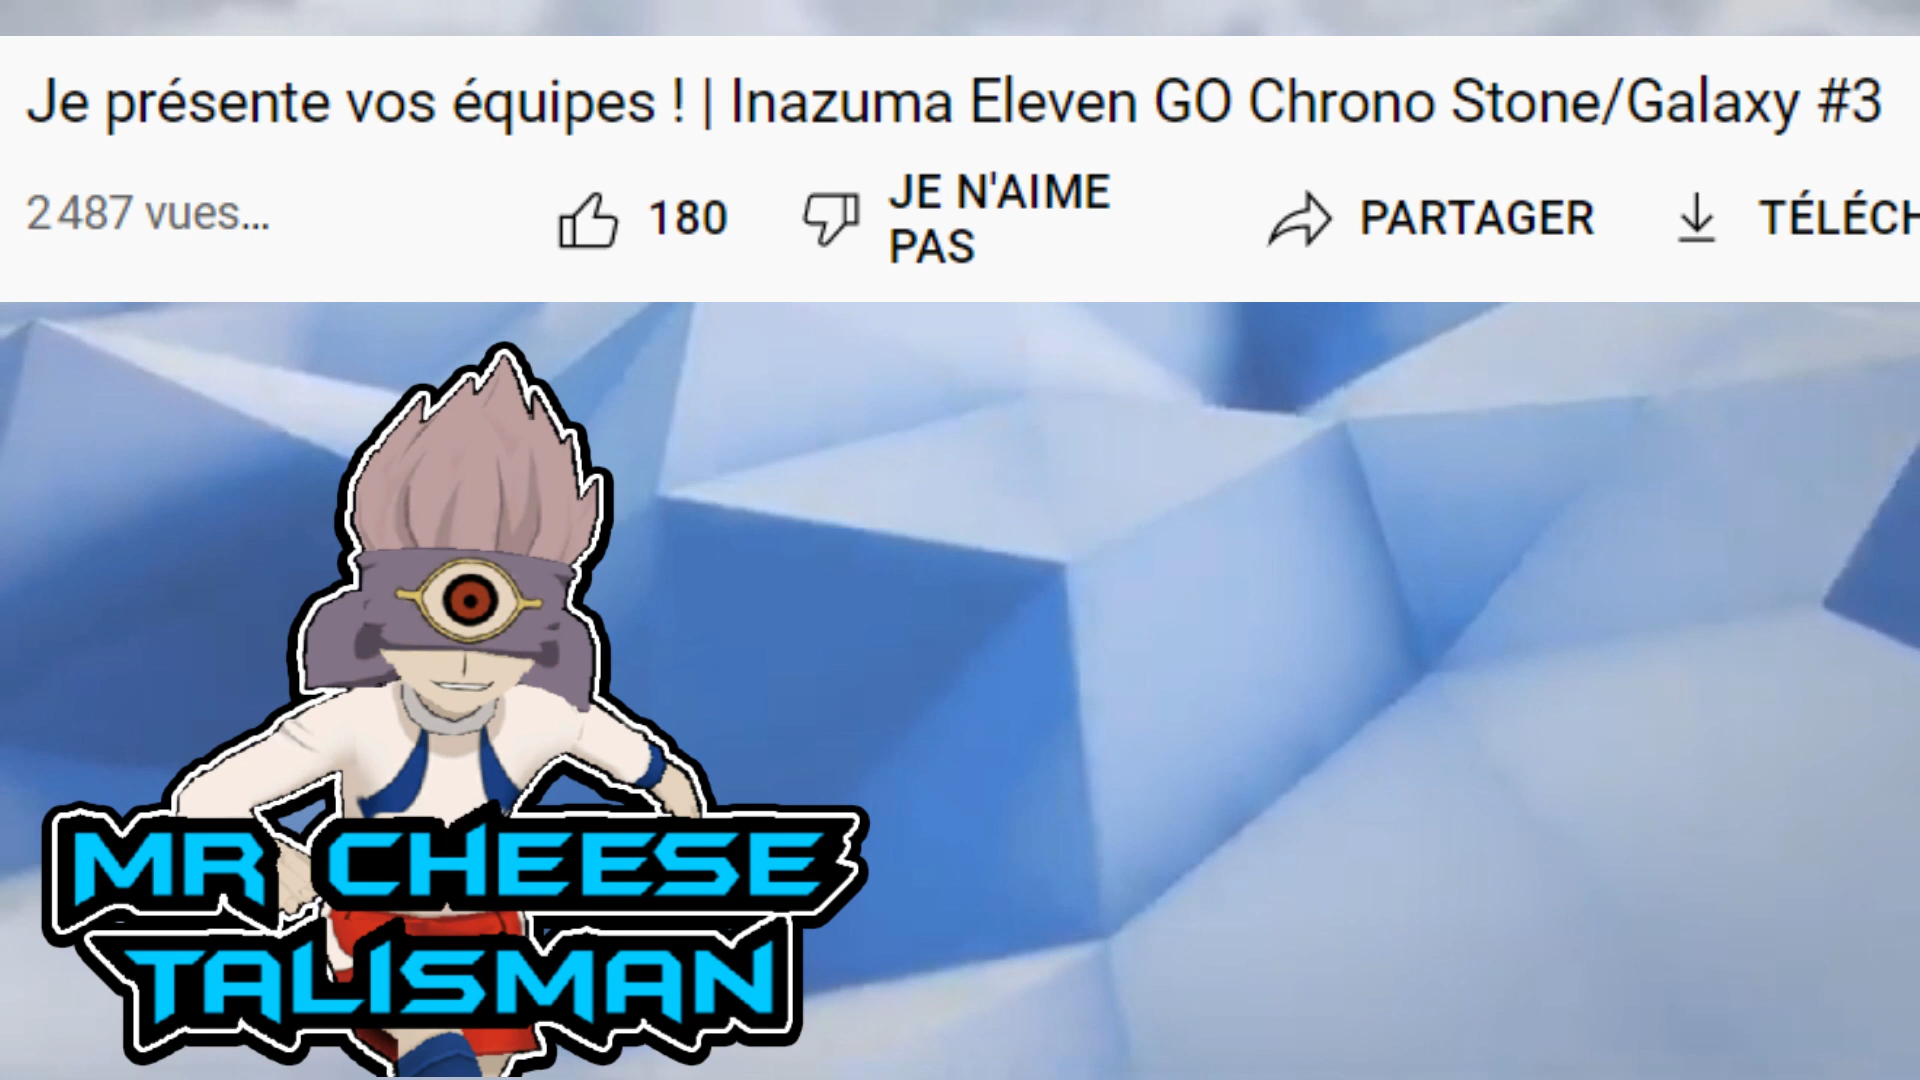 Je présente vos équipes ! | Inazuma Eleven GO Chrono Stone/Galaxy #3
2 487 vues...
180
JE N'AIME
PAS
PARTAGER
TÉLÉCH
MR CHEESE
TALISMAN